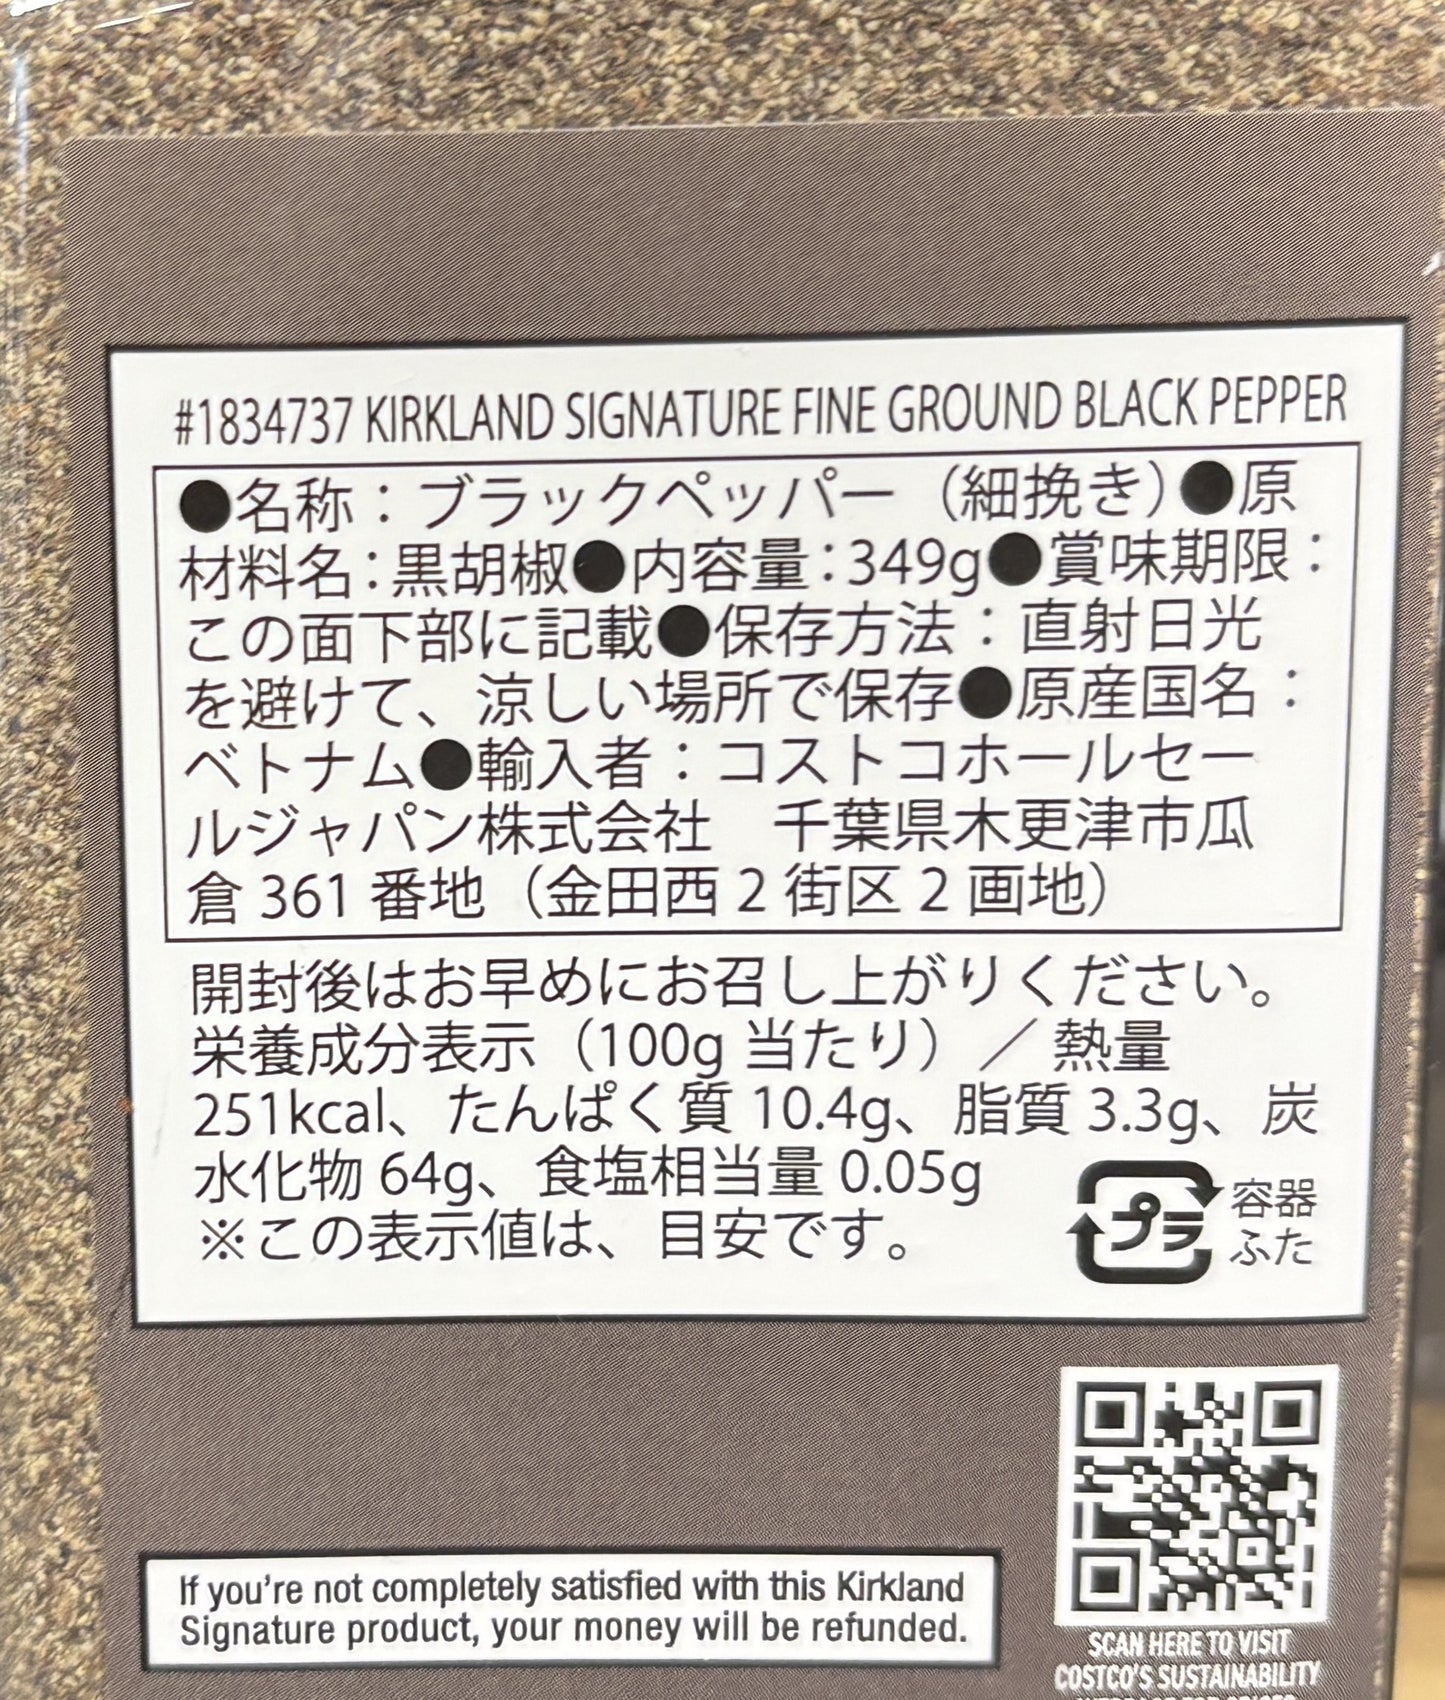 #1834737 KIRKLAND SIGNATURE FINE GROUND BLACK PEPPER
●名称：ブラックペッパー（細挽き）●原
材料名：黒胡椒●内容量：349g●賞味期限：
この面下部に記載●保存方法：直射日光
を避けて、涼しい場所で保存●原産国名：
ベトナム●輸入者：コストコホールセー
ルジャパン株式会社　千葉県木更津市瓜
倉 361 番地（金田西 2 街区 2 画地）
開封後はお早めにお召し上がりください。
栄養成分表示（100g 当たり）／ 熱量
251kcal、たんぱく質 10.4g、脂質 3.3g、炭
水化物 64g、食塩相当量 0.05g
※この表示値は、目安です。
プラ
容器
ふた
If you're not completely satisfied with this Kirkland
Signature product, your money will be refunded.
SCAN HERE TO VISIT
COSTCO'S SUSTAINABILITY